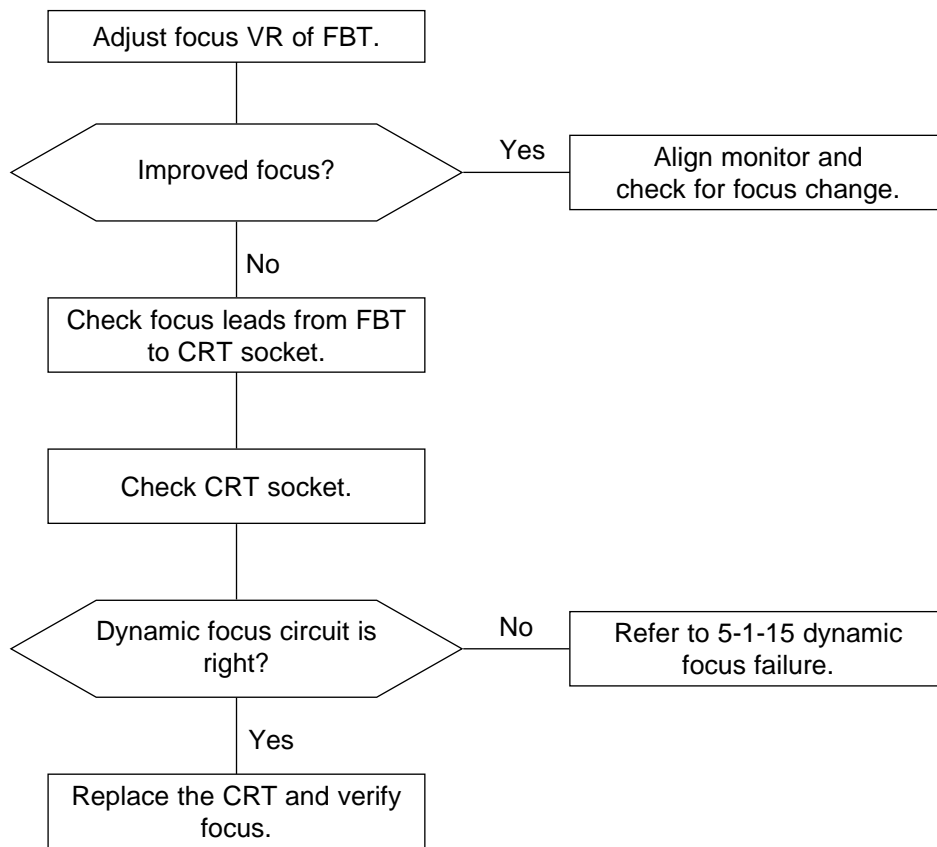 Adjust focus VR of FBT.
Improved focus?
Yes
Align monitor and
check for focus change.
No
Check focus leads from FBT
to CRT socket.
Check CRT socket.
Dynamic focus circuit is
right?
No
Refer to 5-1-15 dynamic
focus failure.
Yes
Replace the CRT and verify
focus.